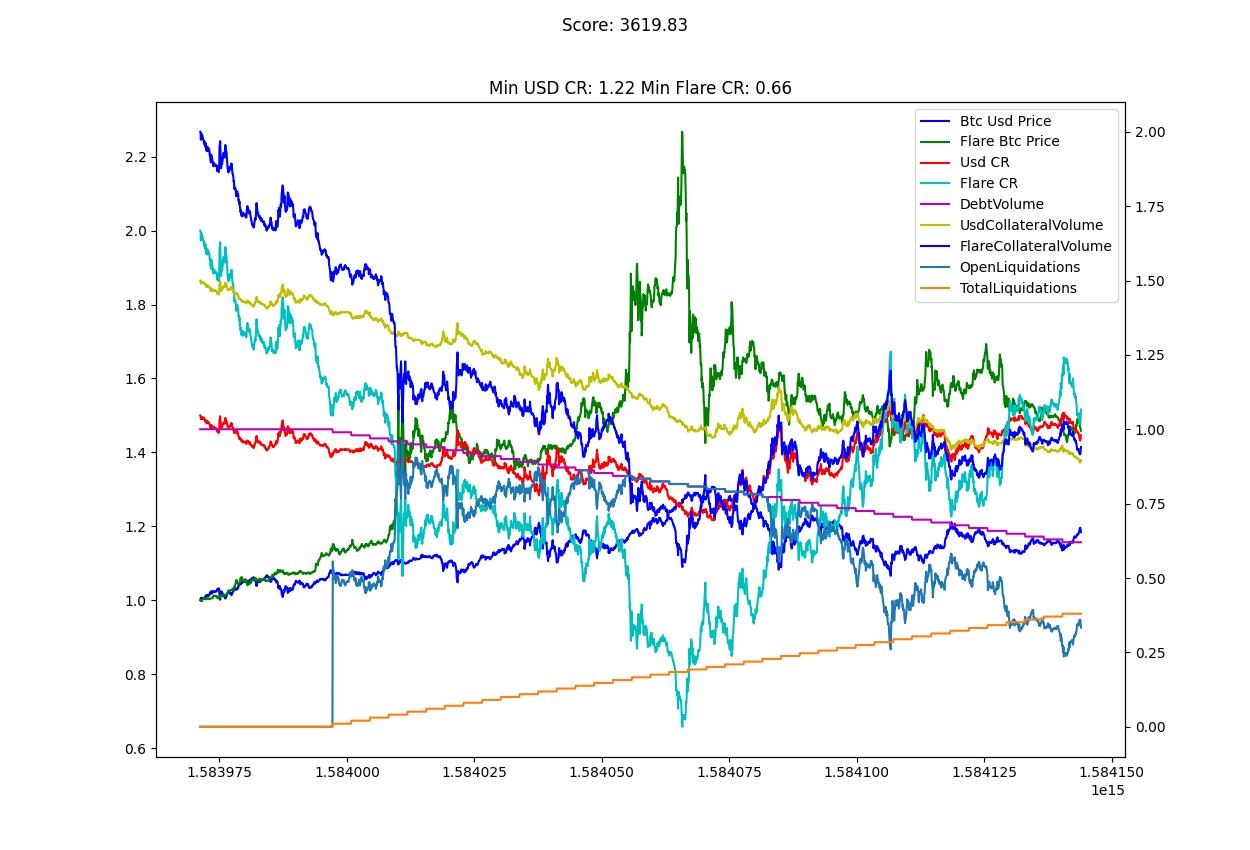 Score: 3619.83
Min USD CR: 1.22 Min Flare CR: 0.66
Btc Usd Price
Flare Btc Price
Usd CR
Flare CR
DebtVolume
UsdCollateralVolume
FlareCollateralVolume
OpenLiquidations
TotalLiquidations
2.2
2.0
1.8
1.6
1.4
1.2
1.0
0.8
0.6
2.00
1.75
1.50
1.25
1.00
0.75
0.50
0.25
0.00
1.583975 1.584000 1.584025 1.584050 1.584075 1.584100 1.584125 1.584150
1e15